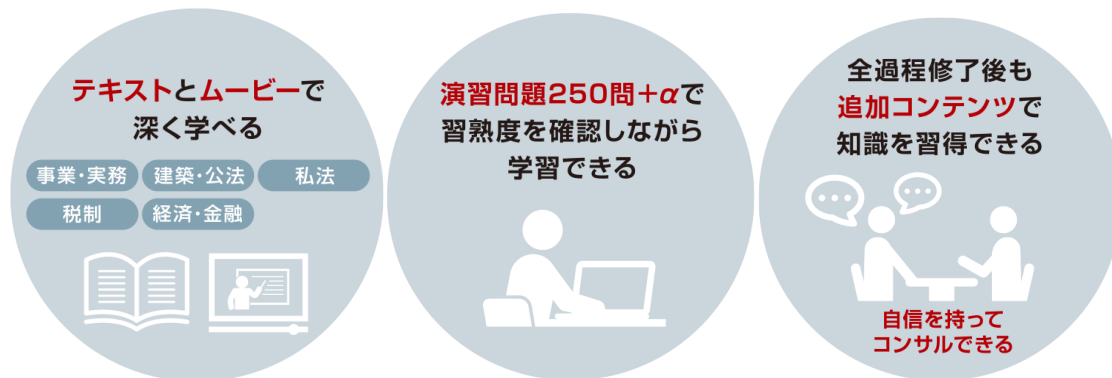 テキストとムービーで
深く学べる
事業・実務 建築・公法 私法
税制 経済・金融
演習問題250問+αで
習熟度を確認しながら
学習できる
全過程修了後も
追加コンテンツで
知識を習得できる
自信を持って
コンサルできる